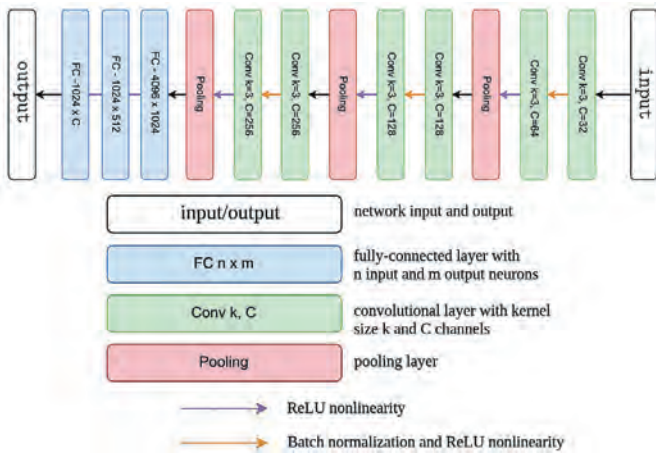 output
FC -1024 x C
FC - 1024 x 512
FC - 4096 x 1024
Pooling
Conv k=3, C=256
Conv k=3, C=256
Pooling
Conv k=3, C=128
Conv k=3, C=128
Pooling
Conv k=3, C=64
Conv k=3, C=32
input
input/output
network input and output
FC n x m
fully-connected layer with
n input and m output neurons
Conv k, C
convolutional layer with kernel
size k and C channels
Pooling
pooling layer
ReLU nonlinearity
Batch normalization and ReLU nonlinearity